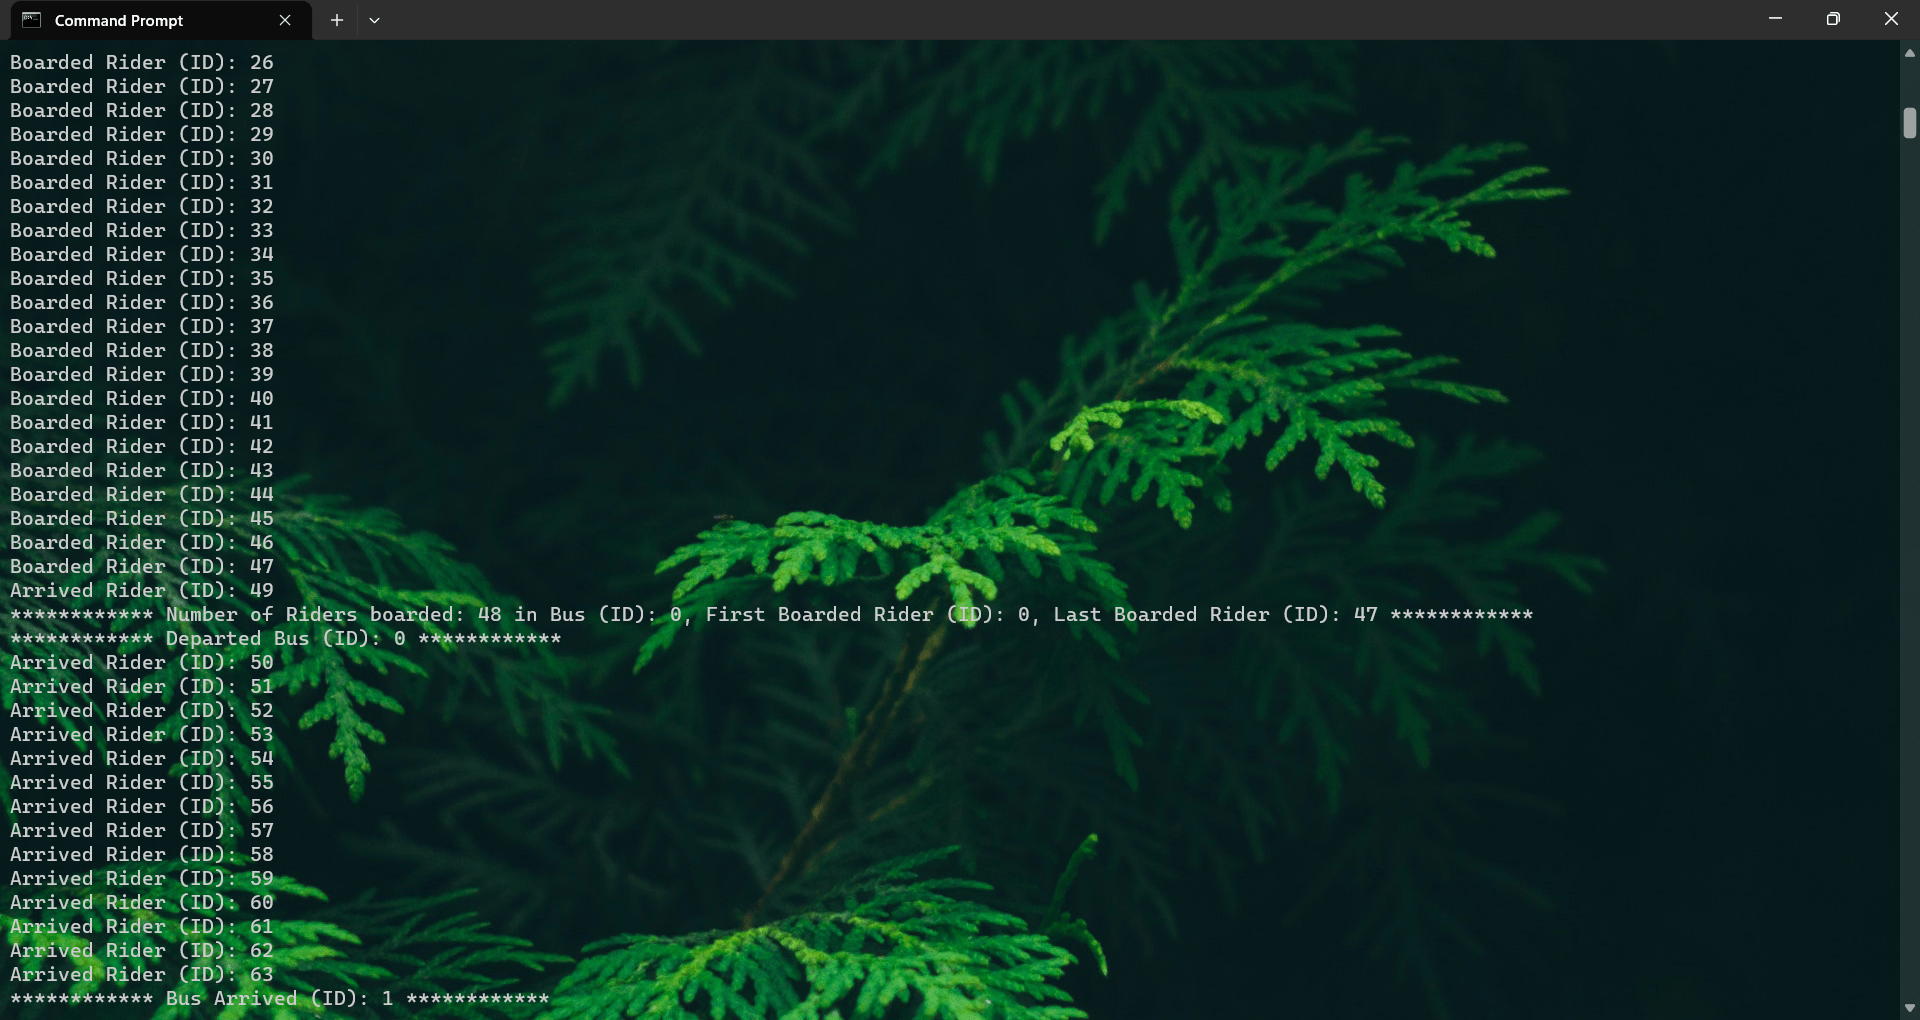 Command Prompt
Boarded Rider (ID): 26
Boarded Rider (ID): 27
Boarded Rider (ID): 28
Boarded Rider (ID): 29
Boarded Rider (ID): 30
Boarded Rider (ID): 31
Boarded Rider (ID): 32
Boarded Rider (ID): 33
Boarded Rider (ID): 34
Boarded Rider (ID): 35
Boarded Rider (ID): 36
Boarded Rider (ID): 37
Boarded Rider (ID): 38
Boarded Rider (ID): 39
Boarded Rider (ID): 40
Boarded Rider (ID): 41
Boarded Rider (ID): 42
Boarded Rider (ID): 43
Boarded Rider (ID): 44
Boarded Rider (ID): 45
Boarded Rider (ID): 46
Boarded Rider (ID): 47
Arrived Rider (ID): 49
************ Number of Riders boarded: 48 in Bus (ID): 0, First Boarded Rider (ID): 0, Last Boarded Rider (ID): 47 ************
************ Departed Bus (ID): 0 ************
Arrived Rider (ID): 50
Arrived Rider (ID): 51
Arrived Rider (ID): 52
Arrived Rider (ID): 53
Arrived Rider (ID): 54
Arrived Rider (ID): 55
Arrived Rider (ID): 56
Arrived Rider (ID): 57
Arrived Rider (ID): 58
Arrived Rider (ID): 59
Arrived Rider (ID): 60
Arrived Rider (ID): 61
Arrived Rider (ID): 62
Arrived Rider (ID): 63
************ Bus Arrived (ID): 1 ************